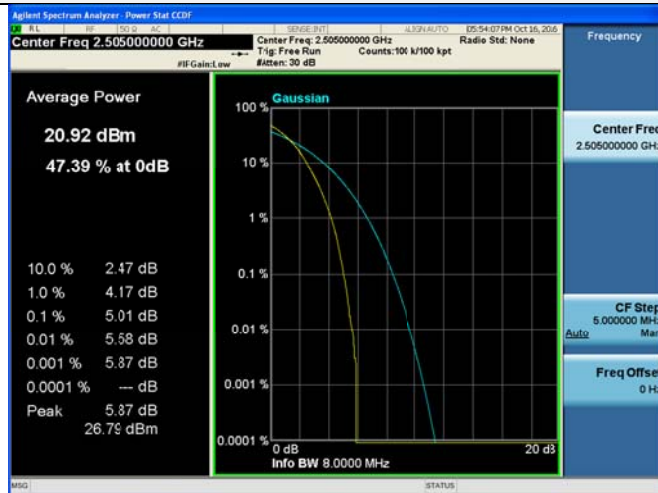 Agilent Spectrum Analyzer - Power Stat CCDF
RL RF 50 Ω AC SENSE:INT ALIGN AUTO 05:54:07 PM Oct 16, 20
Center Freq 2.505000000 GHz
Center Freq: 2.505000000 GHz Radio Std: None
Trig: Free Run Counts:100 k/100 kpt
#IFGain:Low #Atten: 30 dB
Frequency
Average Power
20.92 dBm
47.39 % at 0dB
10.0 % 2.47 dB
1.0 % 4.17 dB
0.1 % 5.01 dB
0.01 % 5.58 dB
0.001 % 5.87 dB
0.0001 % --- dB
Peak 5.87 dB
26.79 dBm
100 % Gaussian
10 %
1 %
0.1 %
0.01 %
0.001 %
0.0001 %
0 dB 20 dB
Info BW 8.0000 MHz
Center Freq
2.505000000 GHz
CF Step
5.000000 MHz
Auto Man
Freq Offset
0 Hz
MSG STATUS